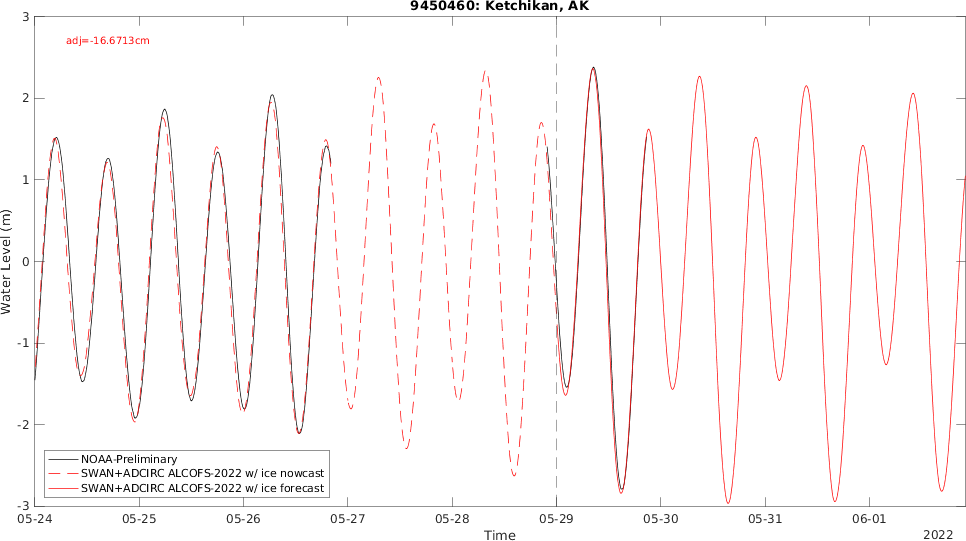 9450460: Ketchikan, AK
adj=-16.6713cm
Water Level (m)
3
2
1
0
-1
-2
-3
NOAA-Preliminary
SWAN+ADCIRC ALCOFS-2022 w/ ice nowcast
SWAN+ADCIRC ALCOFS-2022 w/ ice forecast
05-24 05-25 05-26 05-27 05-28 05-29 05-30 05-31 06-01
Time
2022